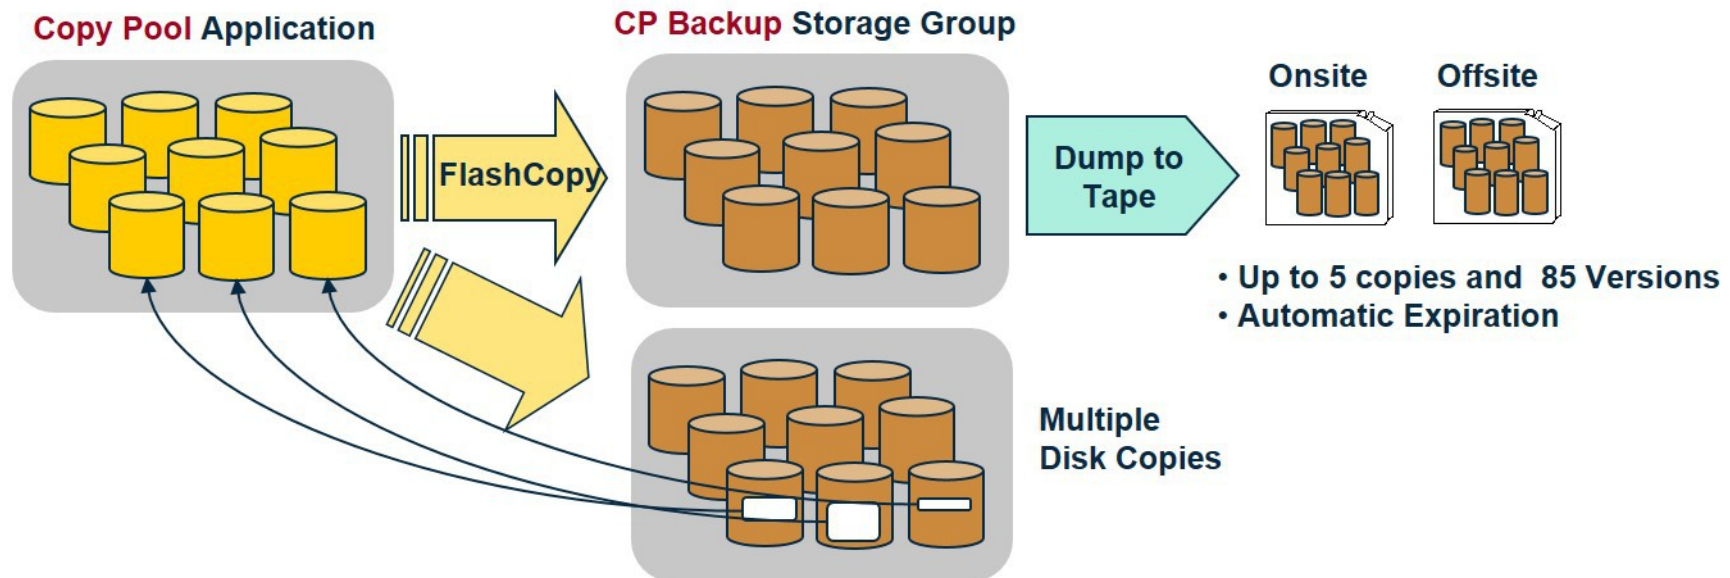 Copy Pool Application
CP Backup Storage Group
Onsite
Offsite
FlashCopy
Dump to
Tape
• Up to 5 copies and 85 Versions
• Automatic Expiration
Multiple
Disk Copies